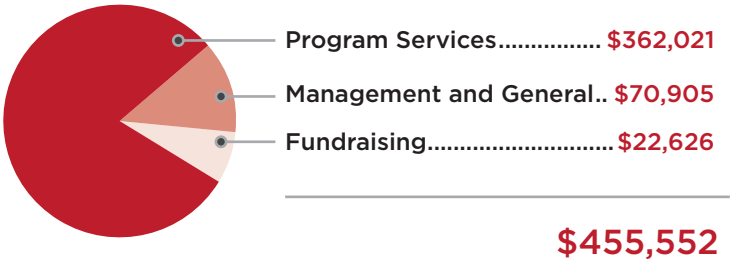 Program Services................ $362,021
Management and General.. $70,905
Fundraising............................ $22,626
$455,552